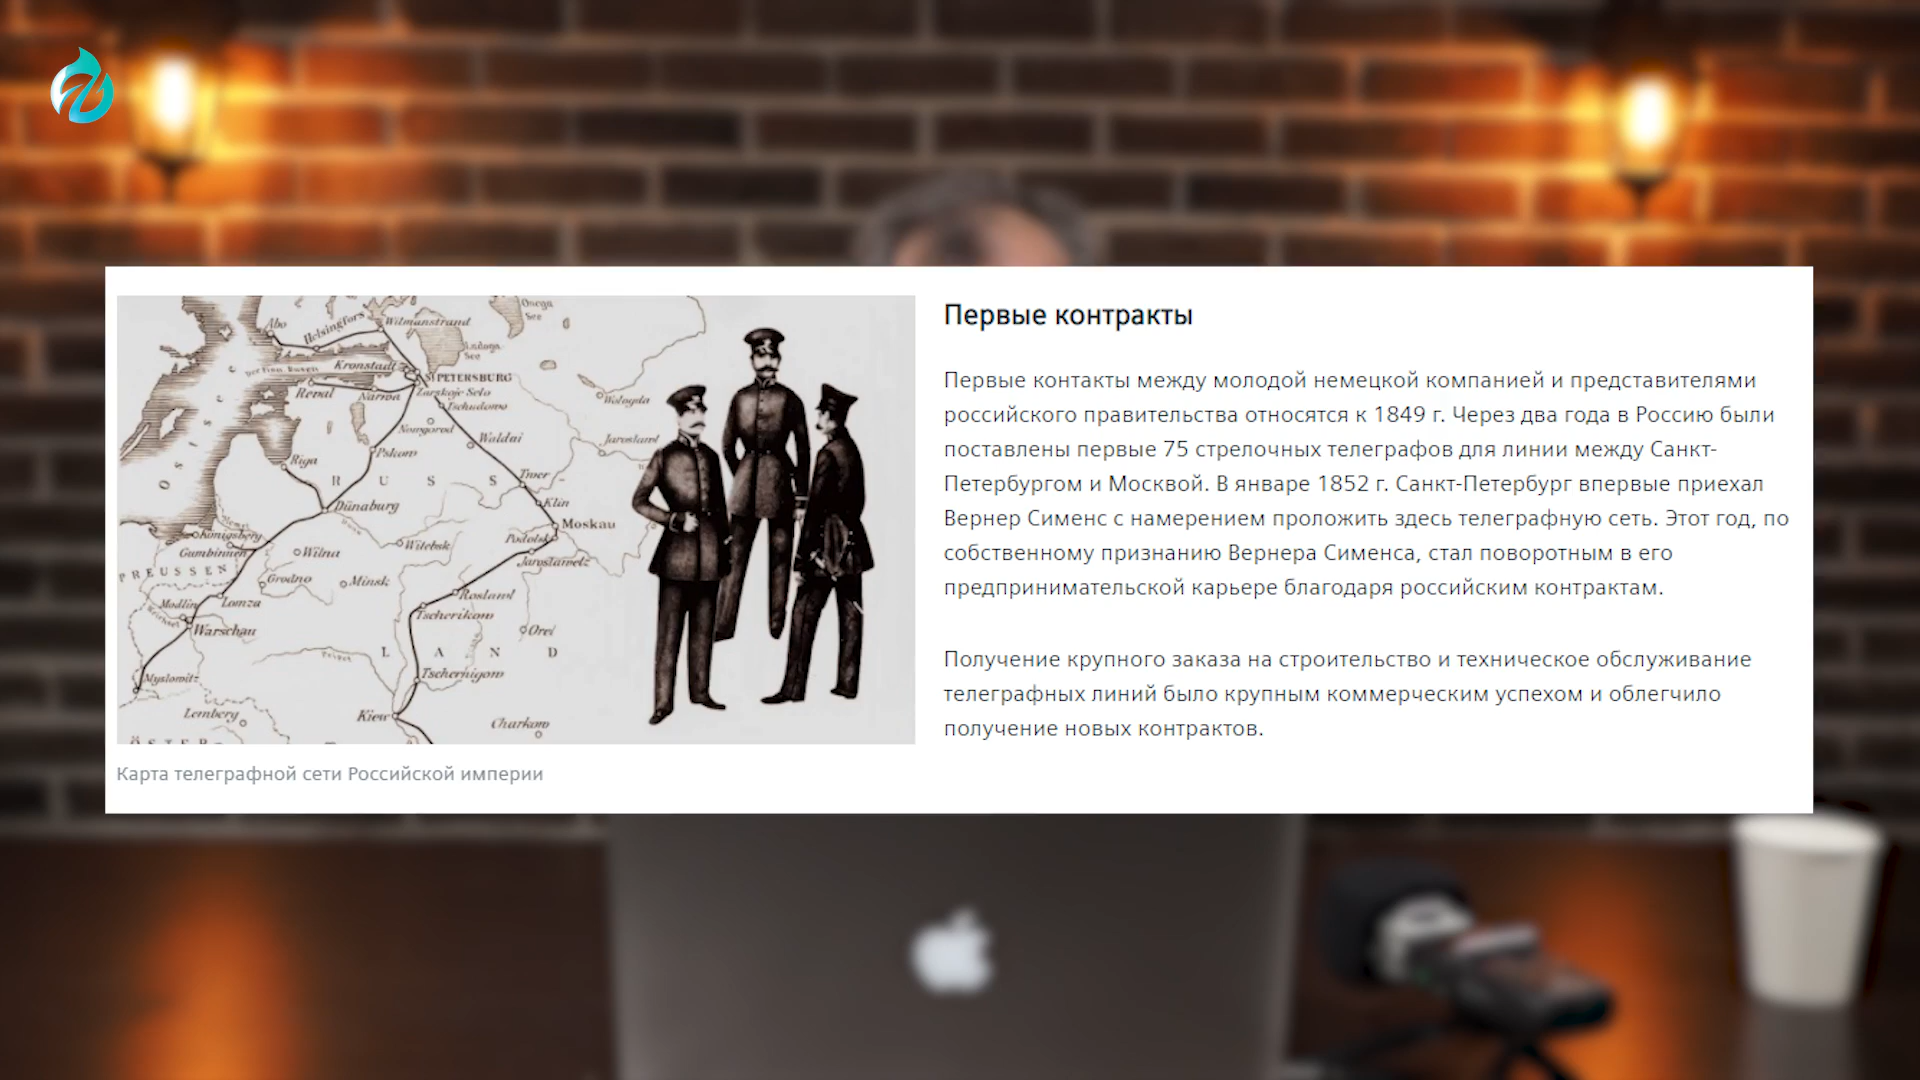 Первые контракты
Первые контакты между молодой немецкой компанией и представителями
российского правительства относятся к 1849 г. Через два года в Россию были
поставлены первые 75 стрелочных телеграфов для линии между Санкт-
Петербургом и Москвой. В январе 1852 г. Санкт-Петербург впервые приехал
Вернер Сименс с намерением проложить здесь телеграфную сеть. Этот год, по
собственному признанию Вернера Сименса, стал поворотным в его
предпринимательской карьере благодаря российским контрактам.
Получение крупного заказа на строительство и техническое обслуживание
телеграфных линий было крупным коммерческим успехом и облегчило
получение новых контрактов.
Onega
See
Abo
Helsingfors
Wilmanstrand
Ladoga
See
Kronstadt
St PETERSBURG
Reval
Narwa
Zarskoje Selo
Tschudowo
Wologda
Nowgorod
Waldai
Jaroslawl
Pskow
Riga
Twer
R U S S
Klin
Dünaburg
Moskau
Königsberg
Gumbinnen
Wilna
Witebsk
Podolsk
Jaroslawetz
PREUSSEN
Grodno
Minsk
Roslawl
Modlin
Lomza
Tscherikow
Warschau
Orel
L A N D
Myslowitz
Tschernigow
Lemberg
Kiew
Charkow
Карта телеграфной сети Российской империи